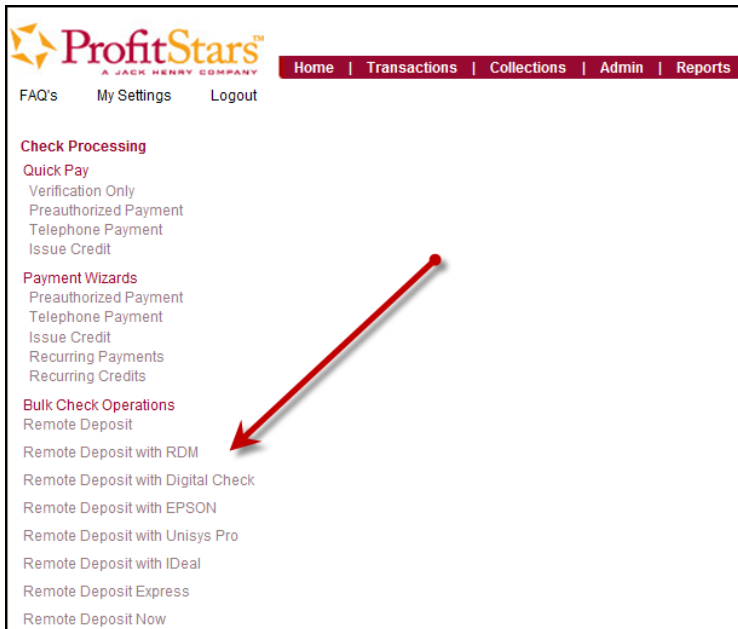 ProfitStars™
A JACK HENRY COMPANY
Home | Transactions | Collections | Admin | Reports
FAQ's My Settings Logout
Check Processing
Quick Pay
Verification Only
Preauthorized Payment
Telephone Payment
Issue Credit
Payment Wizards
Preauthorized Payment
Telephone Payment
Issue Credit
Recurring Payments
Recurring Credits
Bulk Check Operations
Remote Deposit
Remote Deposit with RDM
Remote Deposit with Digital Check
Remote Deposit with EPSON
Remote Deposit with Unisys Pro
Remote Deposit with IDeal
Remote Deposit Express
Remote Deposit Now